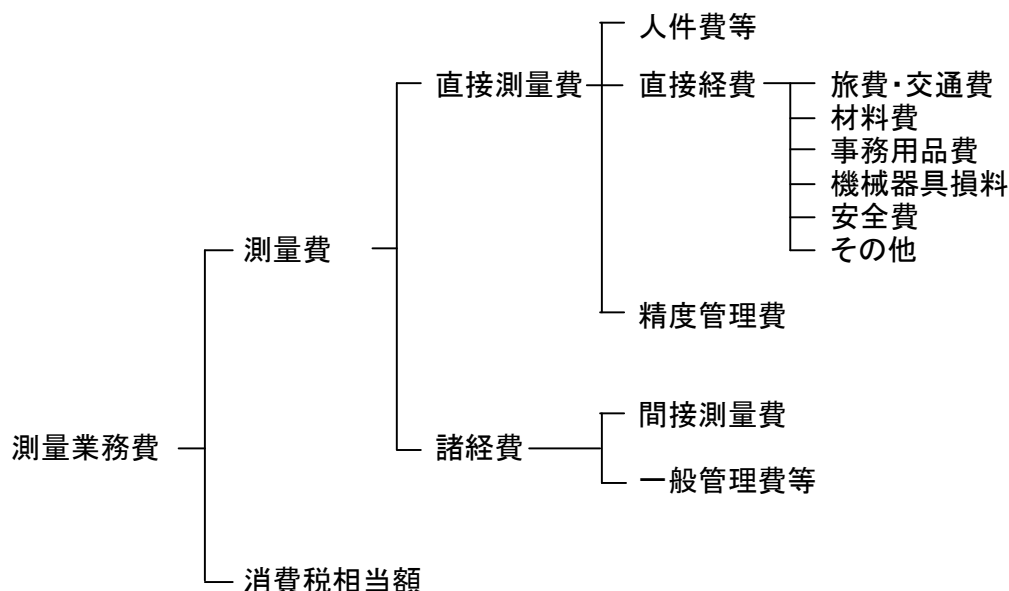 人件費等
直接測量費
直接経費
旅費・交通費
材料費
事務用品費
機械器具損料
安全費
その他
測量費
精度管理費
間接測量費
測量業務費
諸経費
一般管理費等
消費税相当額